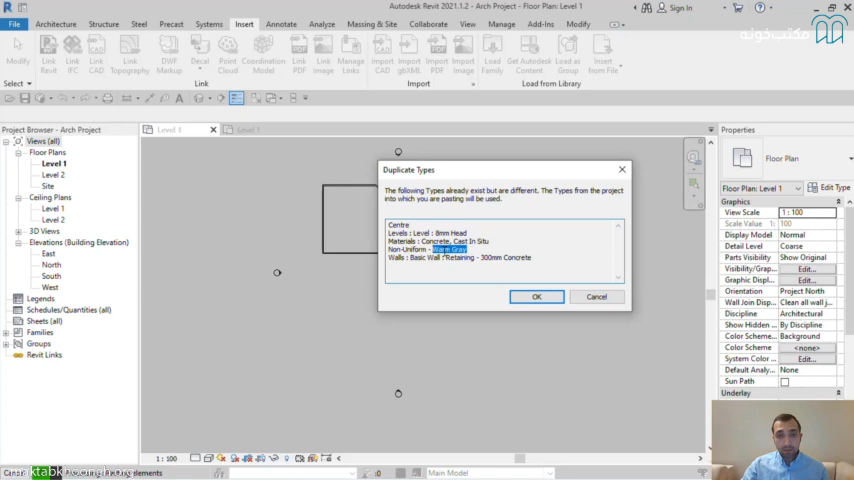 Autodesk Revit 2021.1.2 - Arch Project - Floor Plan: Level 1
Sign In
File Architecture Structure Steel Precast Systems Insert Annotate Analyze Massing & Site Collaborate View Manage Add-Ins Modify
مکتب‌خونه
Modify
Link Revit
Link IFC
Link CAD
Link Topography
DWF Markup
Decal
Point Cloud
Coordination Model
Link PDF
Link Image
Manage Links
Import CAD
Import gbXML
Import PDF
Import Image
Load Family
Get Autodesk Content
Load as Group
Insert from File
Select
Link
Import
Load from Library
Project Browser - Arch Project
Views (all)
Floor Plans
Level 1
Level 2
Site
Ceiling Plans
Level 1
Level 2
3D Views
Elevations (Building Elevation)
East
North
South
West
Legends
Schedules/Quantities (all)
Sheets (all)
Families
Groups
Revit Links
Level 1
Duplicate Types
The following Types already exist but are different. The Types from the project
into which you are pasting will be used.
Centre
Levels : Level : 8mm Head
Materials : Concrete, Cast In Situ
Non-Uniform - Warm Gray
Walls : Basic Wall : Retaining - 300mm Concrete
OK Cancel
Properties
Floor Plan
Floor Plan: Level 1 Edit Type
Graphics
View Scale 1 : 100
Scale Value 1: 100
Display Model Normal
Detail Level Coarse
Parts Visibility Show Original
Visibility/Grap... Edit...
Graphic Displ... Edit...
Orientation Project North
Wall Join Disp... Clean all wall j...
Discipline Architectural
Show Hidden ... By Discipline
Color Scheme ... Background
Color Scheme <none>
System Color ... Edit...
Default Analy... None
Sun Path
Underlay
1 : 100
maktabkhooneh.org
elements
:0
Main Model